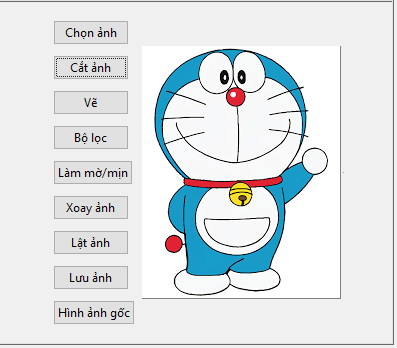 Chọn ảnh
Cắt ảnh
Vẽ
Bộ lọc
Làm mờ/mịn
Xoay ảnh
Lật ảnh
Lưu ảnh
Hình ảnh gốc